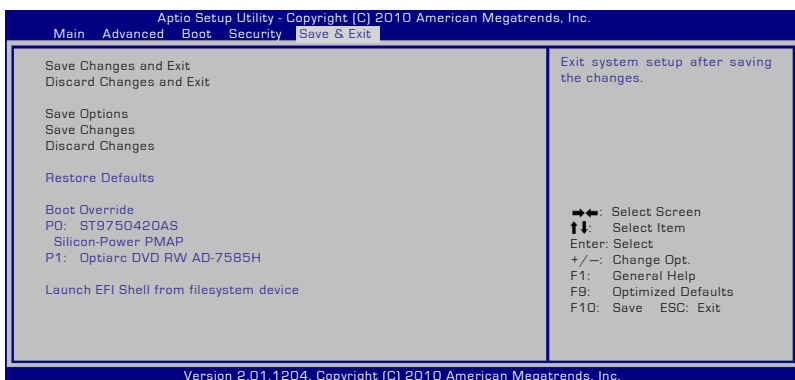 Aptio Setup Utility - Copyright (C) 2010 American Megatrends, Inc.
Main Advanced Boot Security Save & Exit
Save Changes and Exit
Discard Changes and Exit
Save Options
Save Changes
Discard Changes
Restore Defaults
Boot Override
P0: ST9750420AS
Silicon-Power PMAP
P1: Optiarc DVD RW AD-7585H
Launch EFI Shell from filesystem device
Exit system setup after saving
the changes.
→←: Select Screen
↑↓: Select Item
Enter: Select
+/—: Change Opt.
F1: General Help
F9: Optimized Defaults
F10: Save ESC: Exit
Version 2.01.1204. Copyright (C) 2010 American Megatrends, Inc.